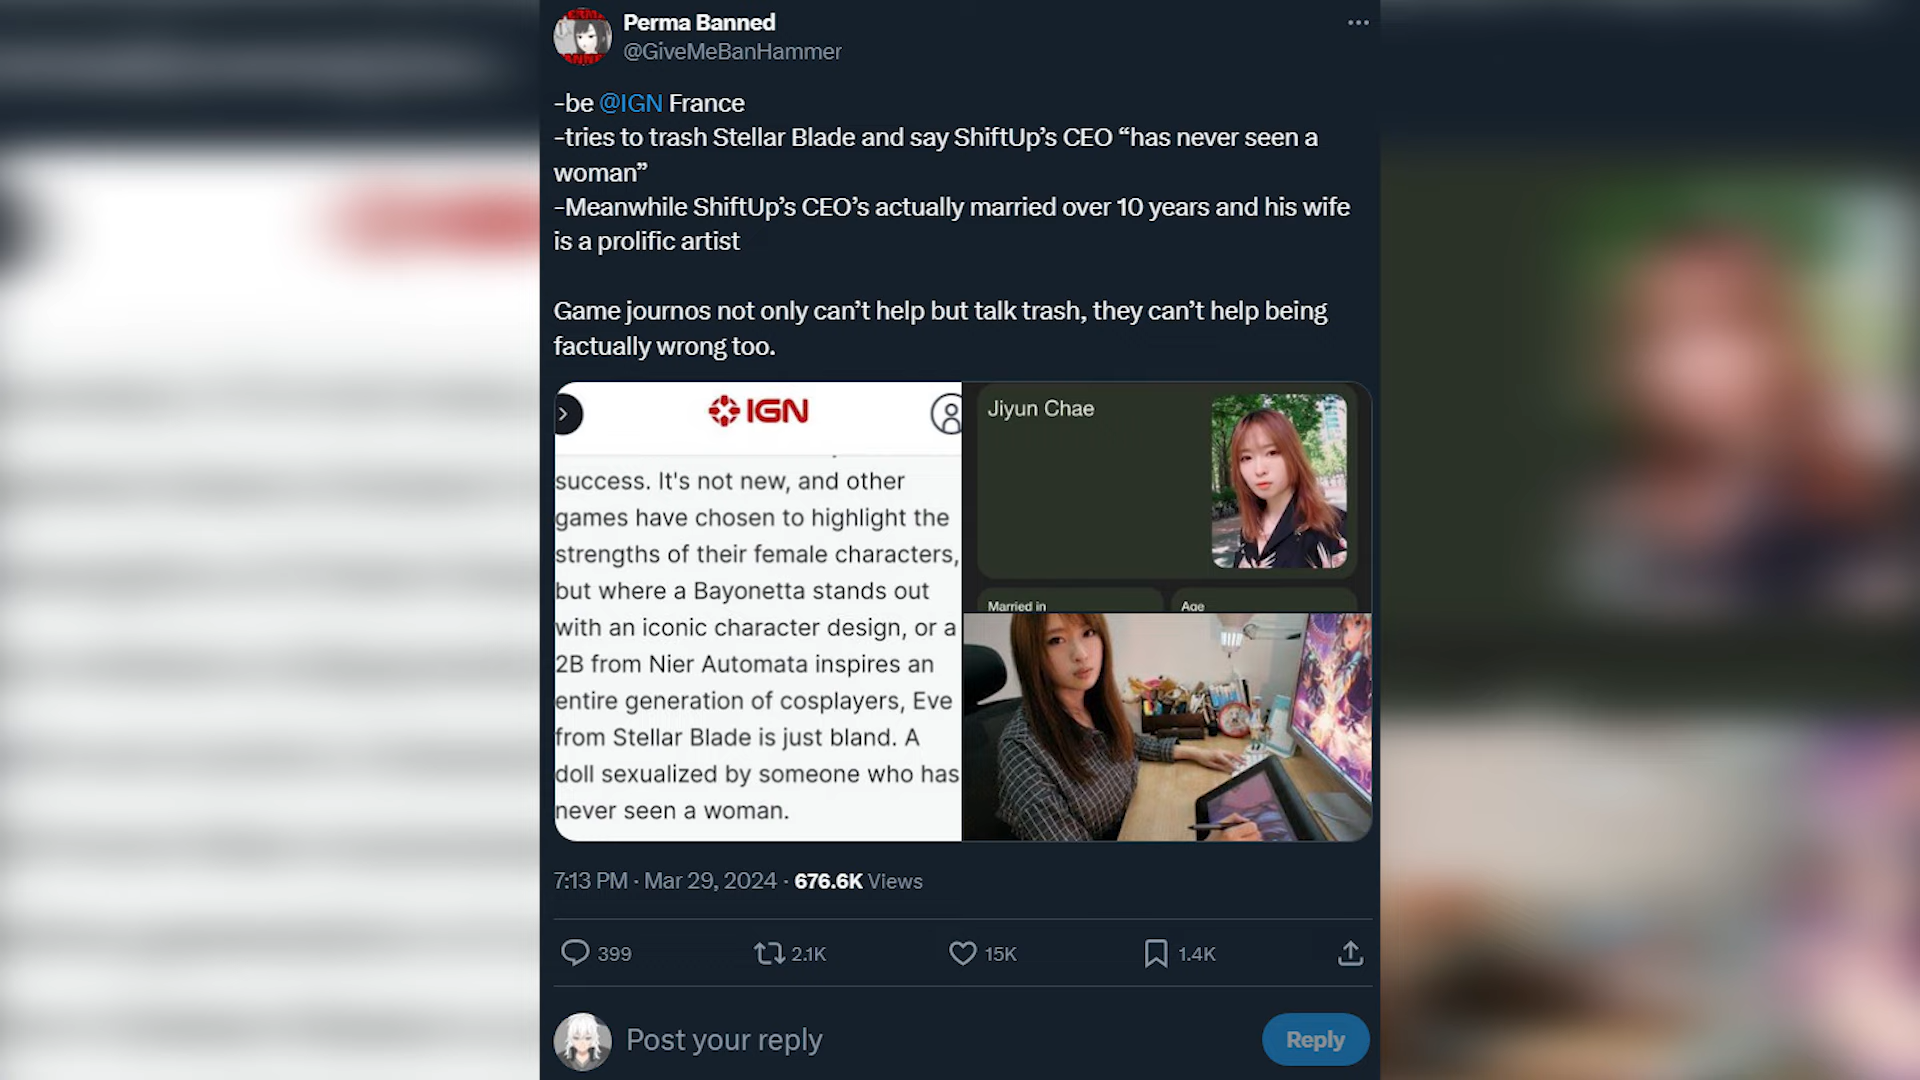 Perma Banned
@GiveMeBanHammer
-be @IGN France
-tries to trash Stellar Blade and say ShiftUp’s CEO “has never seen a
woman”
-Meanwhile ShiftUp’s CEO’s actually married over 10 years and his wife
is a prolific artist
Game journos not only can’t help but talk trash, they can’t help being
factually wrong too.
IGN
success. It's not new, and other
games have chosen to highlight the
strengths of their female characters,
but where a Bayonetta stands out
with an iconic character design, or a
2B from Nier Automata inspires an
entire generation of cosplayers, Eve
from Stellar Blade is just bland. A
doll sexualized by someone who has
never seen a woman.
Jiyun Chae
Married in
Age
7:13 PM · Mar 29, 2024 · 676.6K Views
399 2.1K 15K 1.4K
Post your reply
Reply